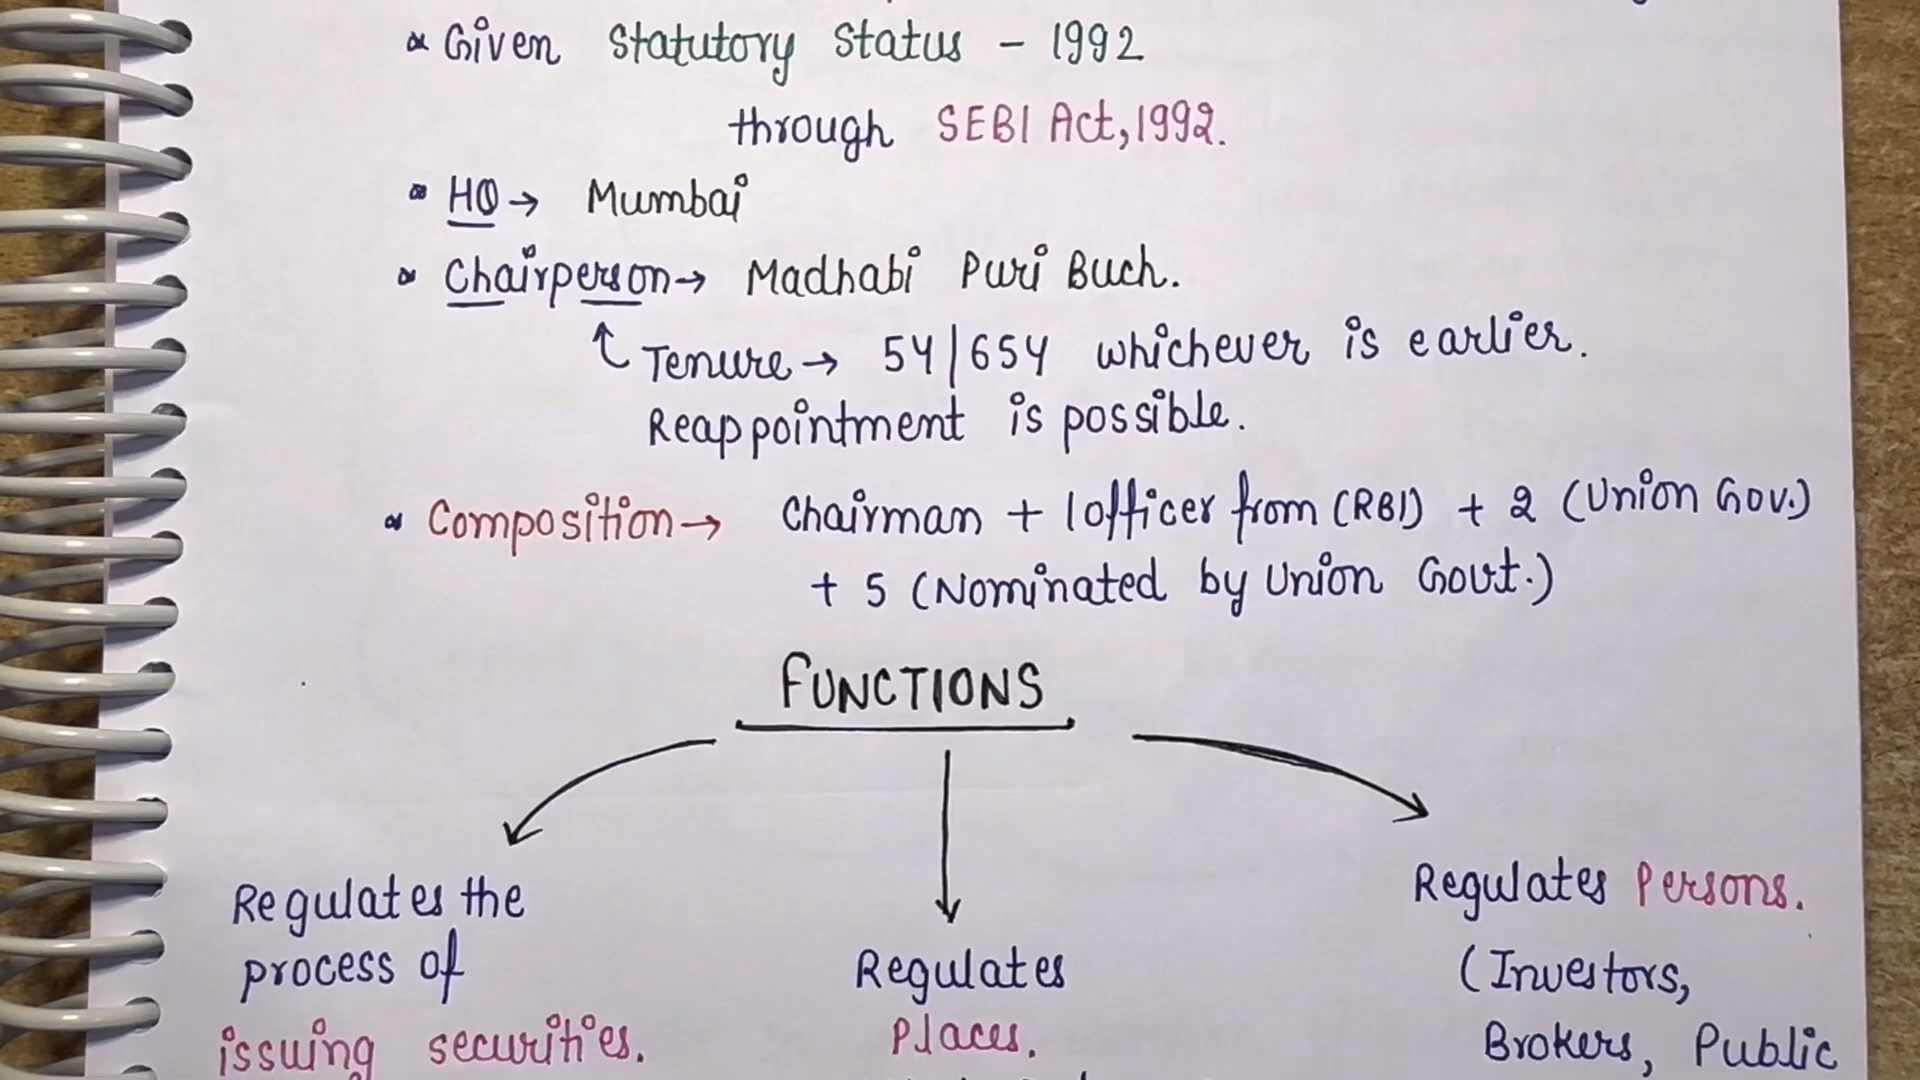 Given Statutory Status - 1992
through SEBI Act, 1992.
HQ → Mumbai
Chairperson → Madhabi Puri Buch.
Tenure → 5Y/65Y whichever is earlier.
Reappointment is possible.
Composition → Chairman + 1 officer from (RBI) + 2 (Union Gov.)
+ 5 (Nominated by Union Govt.)
FUNCTIONS
Regulates the
process of
issuing securities.
Regulates
Places.
Regulates Persons.
(Investors,
Brokers, Public